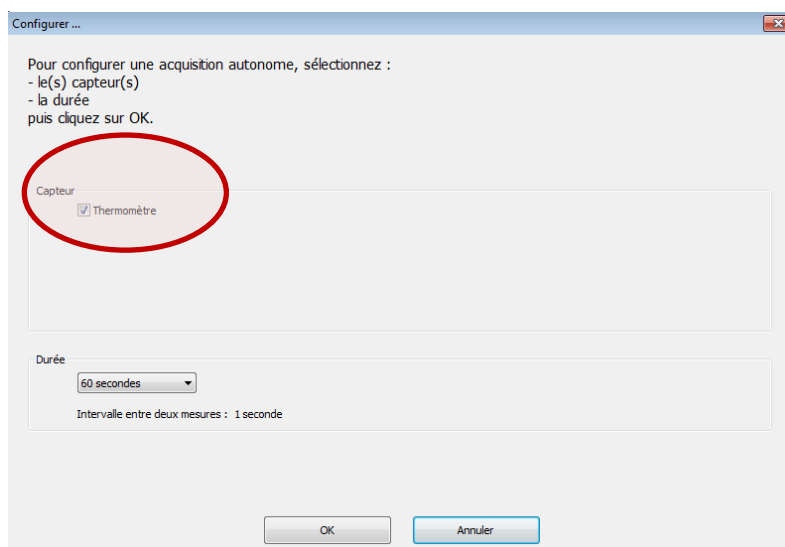 Configurer ...
Pour configurer une acquisition autonome, sélectionnez :
- le(s) capteur(s)
- la durée
puis cliquez sur OK.
Capteur
Thermomètre
Durée
60 secondes
Intervalle entre deux mesures : 1 seconde
OK
Annuler